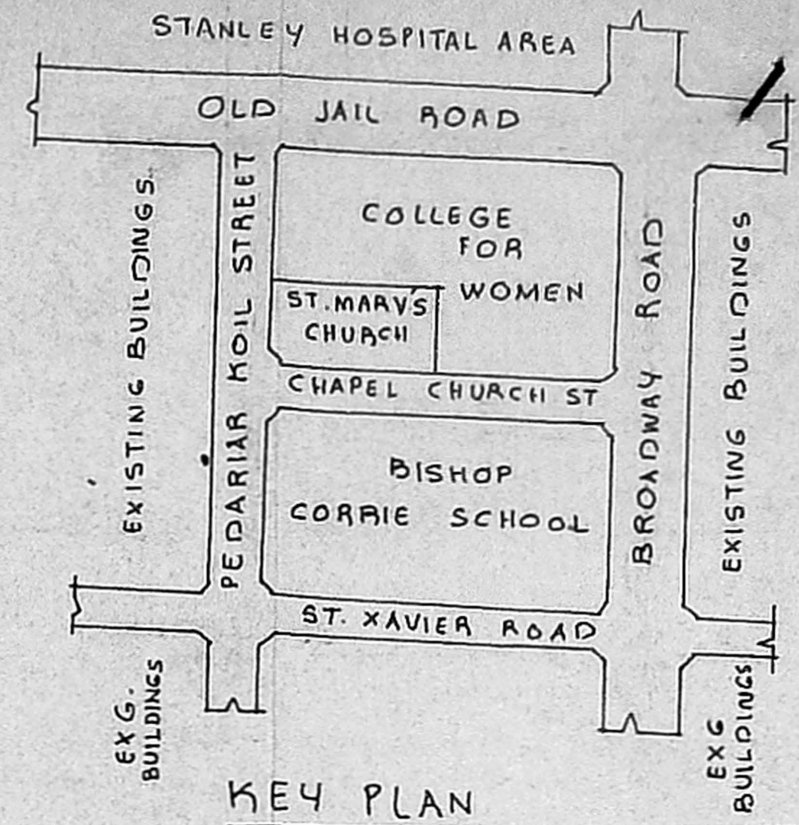 STANLEY HOSPITAL AREA
OLD JAIL ROAD
EXISTING BUILDINGS
PEDARIAR KOIL STREET
COLLEGE
FOR
WOMEN
ST. MARY'S
CHURCH
CHAPEL CHURCH ST
BROADWAY ROAD
EXISTING BUILDINGS
BISHOP
CORRIE SCHOOL
ST. XAVIER ROAD
EXG.
BUILDINGS
EXG
BUILDINGS
KEY PLAN